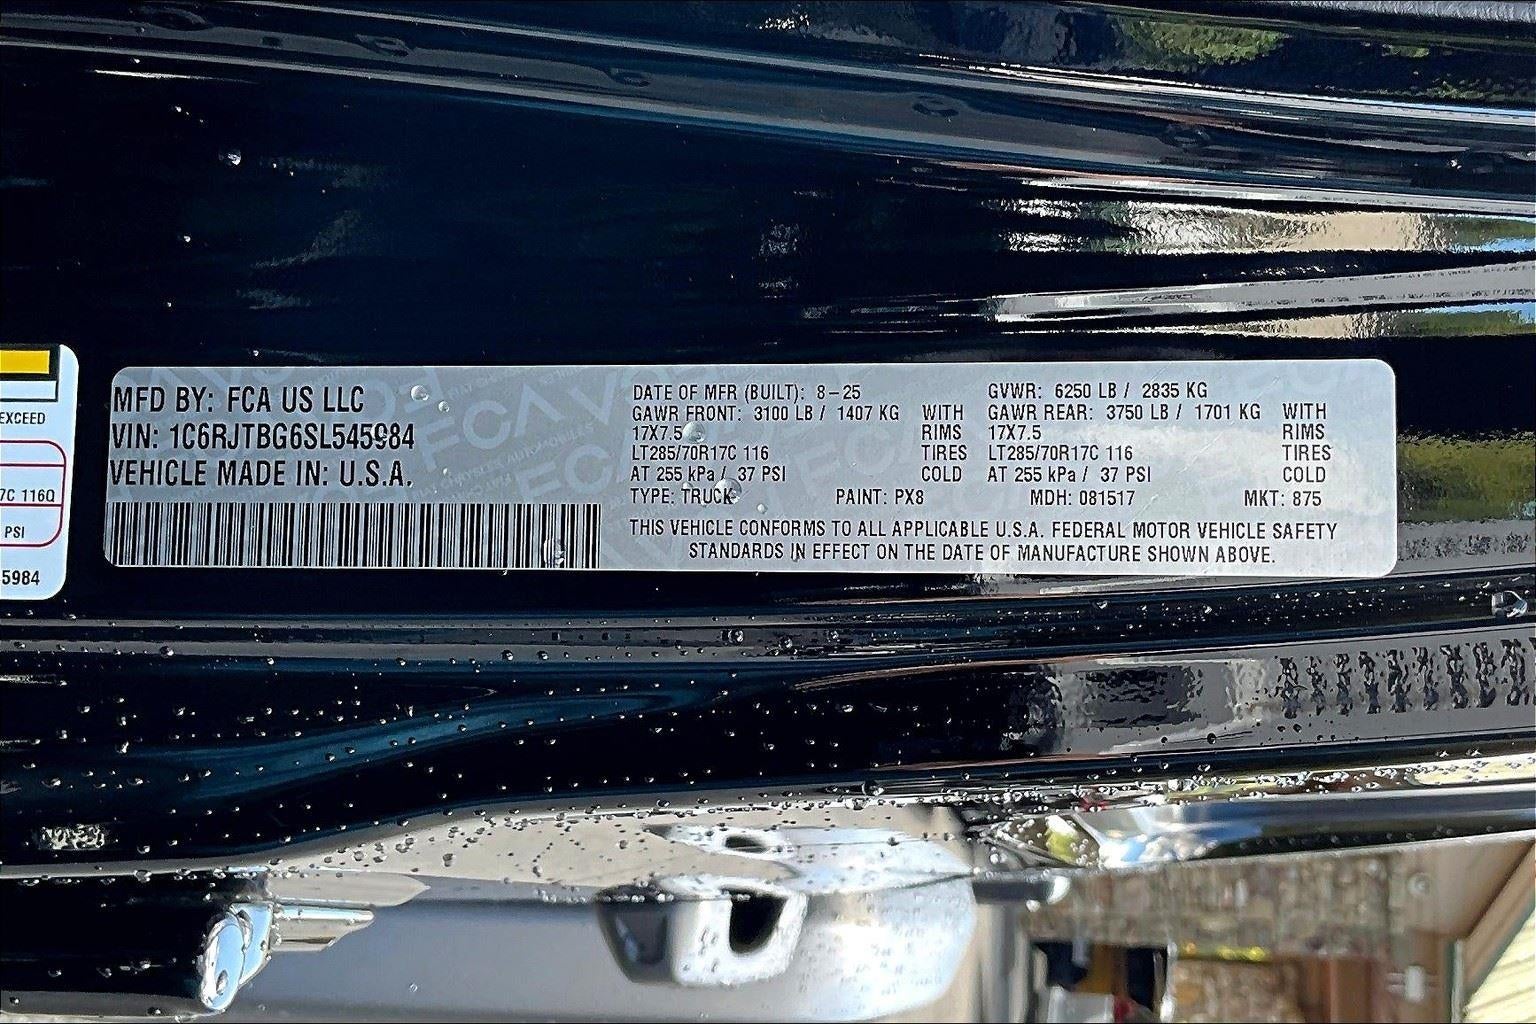 EXCEED
7C 116Q
PSI
5984
MFD BY: FCA US LLC
VIN: 1C6RJTBG6SL545984
VEHICLE MADE IN: U.S.A.
DATE OF MFR (BUILT): 8-25 GVWR: 6250 LB / 2835 KG
GAWR FRONT: 3100 LB / 1407 KG WITH GAWR REAR: 3750 LB / 1701 KG WITH
17X7.5 RIMS 17X7.5 RIMS
LT285/70R17C 116 TIRES LT285/70R17C 116 TIRES
AT 255 kPa / 37 PSI COLD AT 255 kPa / 37 PSI COLD
TYPE: TRUCK PAINT: PX8 MDH: 081517 MKT: 875
THIS VEHICLE CONFORMS TO ALL APPLICABLE U.S.A. FEDERAL MOTOR VEHICLE SAFETY
STANDARDS IN EFFECT ON THE DATE OF MANUFACTURE SHOWN ABOVE.